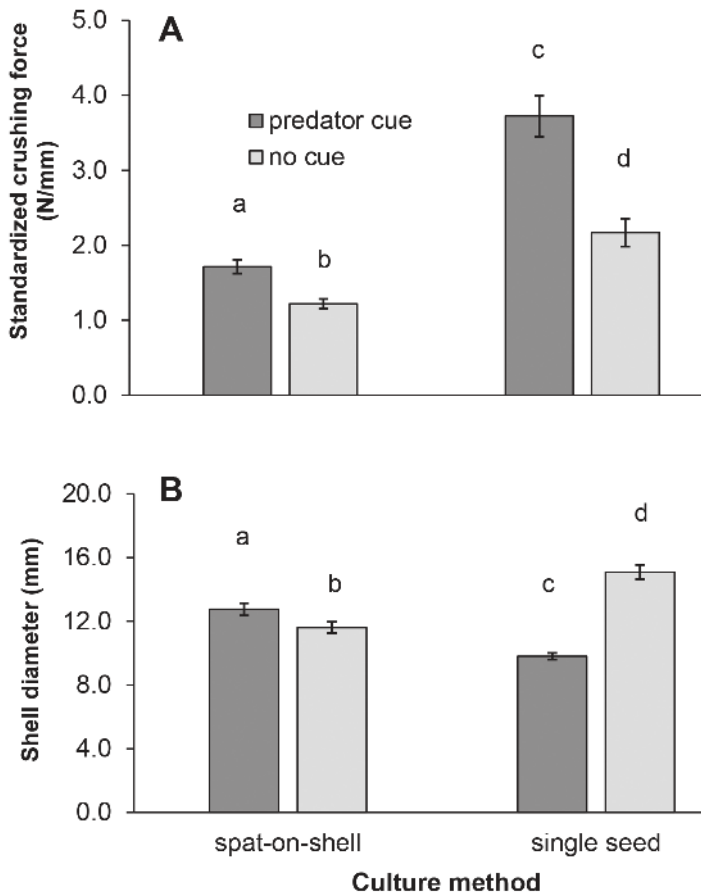 A
5.0
4.0
3.0
2.0
1.0
0.0
Standardized crushing force
(N/mm)
predator cue
no cue
a
b
c
d
B
20.0
16.0
12.0
8.0
4.0
0.0
Shell diameter (mm)
a
b
c
d
spat-on-shell
single seed
Culture method